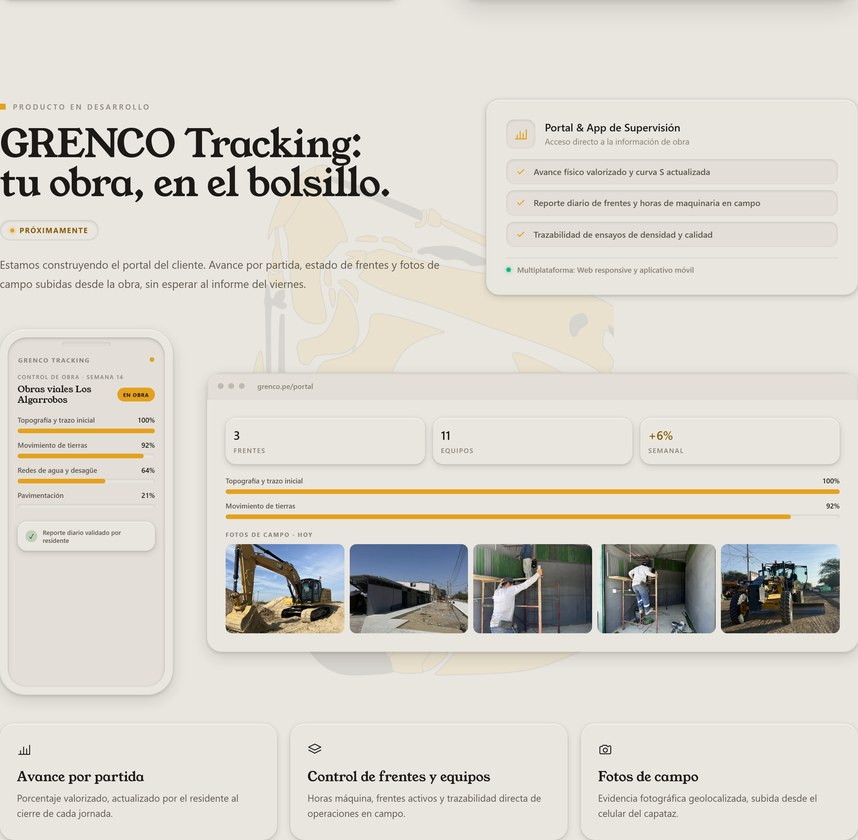 PRODUCTO EN DESARROLLO
GRENCO Tracking:
tu obra, en el bolsillo.
PRÓXIMAMENTE
Estamos construyendo el portal del cliente. Avance por partida, estado de frentes y fotos de
campo subidas desde la obra, sin esperar al informe del viernes.
Portal & App de Supervisión
Acceso directo a la información de obra
Avance físico valorizado y curva S actualizada
Reporte diario de frentes y horas de maquinaria en campo
Trazabilidad de ensayos de densidad y calidad
Multiplataforma: Web responsive y aplicativo móvil
GRENCO TRACKING
CONTROL DE OBRA · SEMANA 14
Obras viales Los
Algarrobos
EN OBRA
Topografía y trazo inicial 100%
Movimiento de tierras 92%
Redes de agua y desagüe 64%
Pavimentación 21%
Reporte diario validado por
residente
grenco.pe/portal
3
FRENTES
11
EQUIPOS
+6%
SEMANAL
Topografía y trazo inicial 100%
Movimiento de tierras 92%
FOTOS DE CAMPO · HOY
Avance por partida
Porcentaje valorizado, actualizado por el residente al
cierre de cada jornada.
Control de frentes y equipos
Horas máquina, frentes activos y trazabilidad directa de
operaciones en campo.
Fotos de campo
Evidencia fotográfica geolocalizada, subida desde el
celular del capataz.